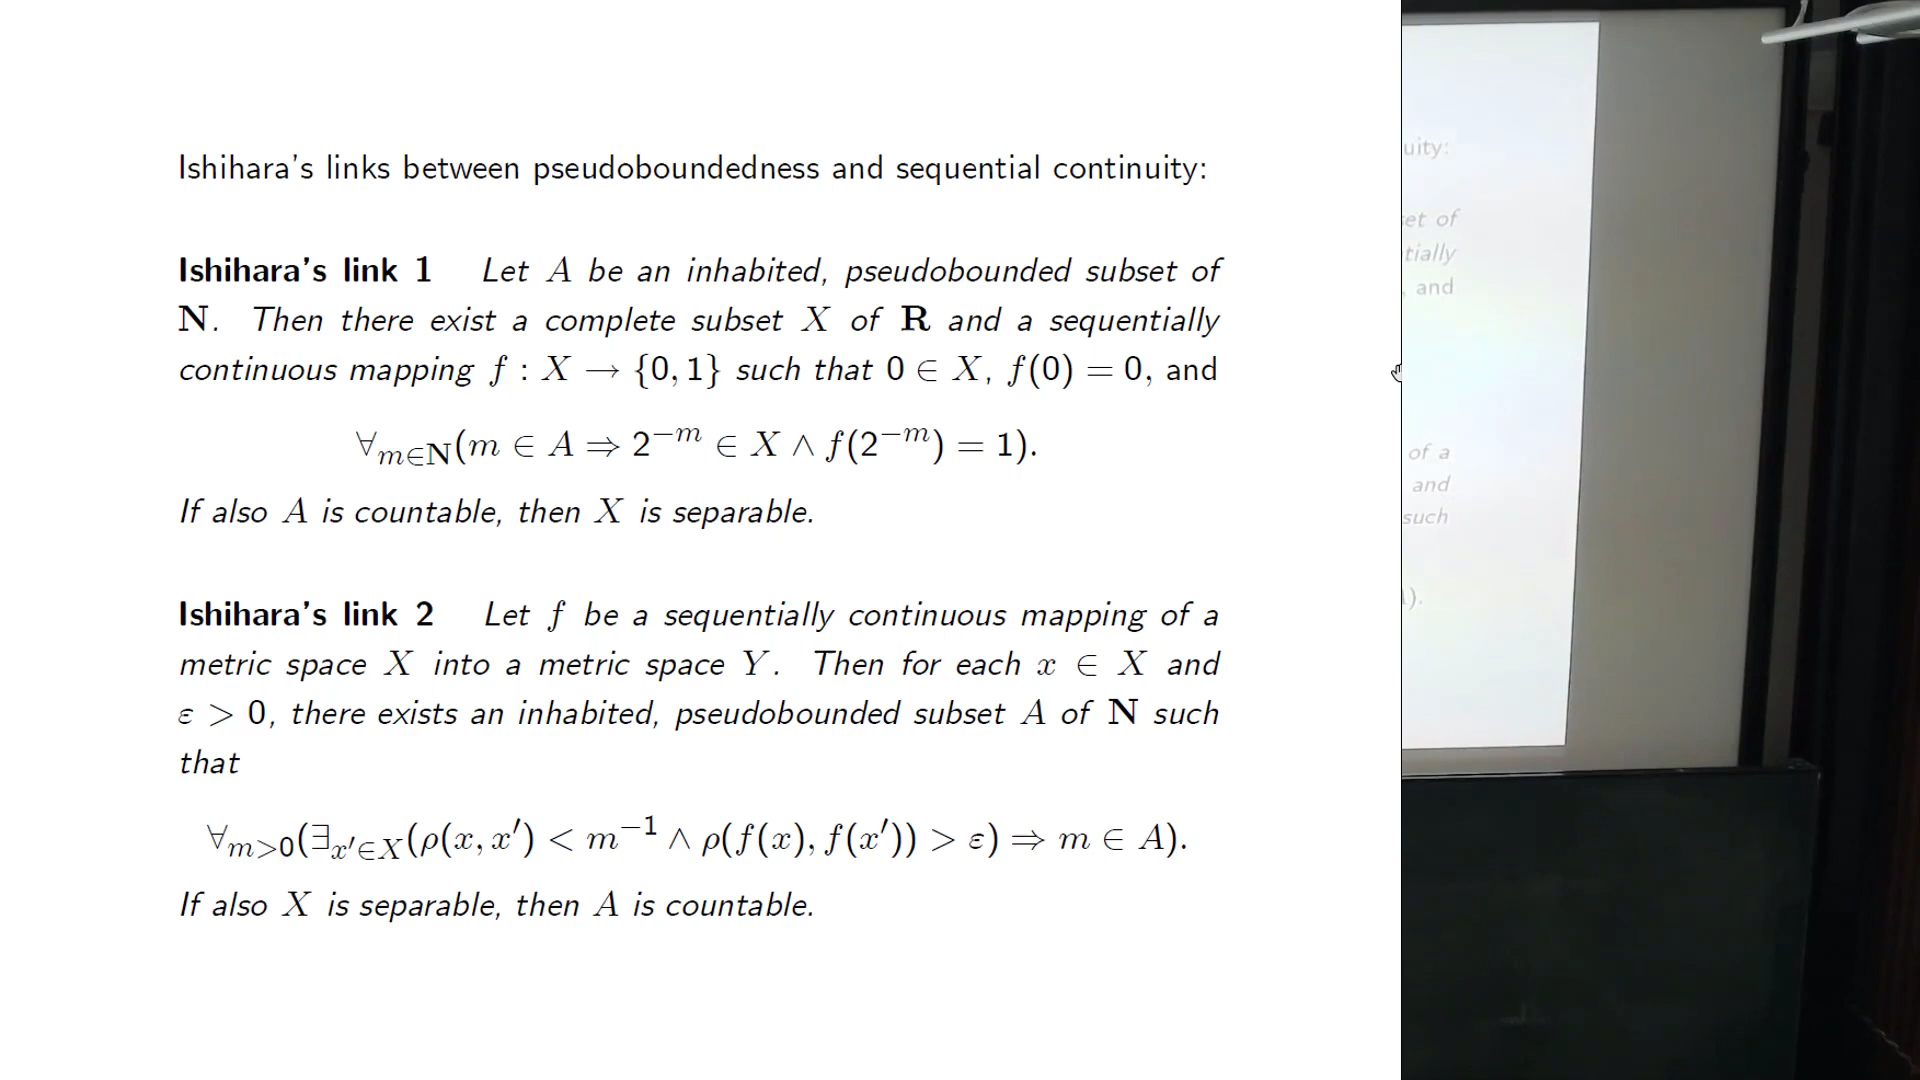 Ishihara's links between pseudoboundedness and sequential continuity:
Ishihara's link 1 Let A be an inhabited, pseudobounded subset of
N. Then there exist a complete subset X of R and a sequentially
continuous mapping f : X → {0, 1} such that 0 ∈ X, f(0) = 0, and
∀m∈N(m ∈ A ⇒ 2⁻ᵐ ∈ X ∧ f(2⁻ᵐ) = 1).
If also A is countable, then X is separable.
Ishihara's link 2 Let f be a sequentially continuous mapping of a
metric space X into a metric space Y. Then for each x ∈ X and
ε > 0, there exists an inhabited, pseudobounded subset A of N such
that
∀m>0(∃x′∈X(ρ(x, x′) < m⁻¹ ∧ ρ(f(x), f(x′)) > ε) ⇒ m ∈ A).
If also X is separable, then A is countable.
uity:
et of
tially
, and
of a
and
such
).